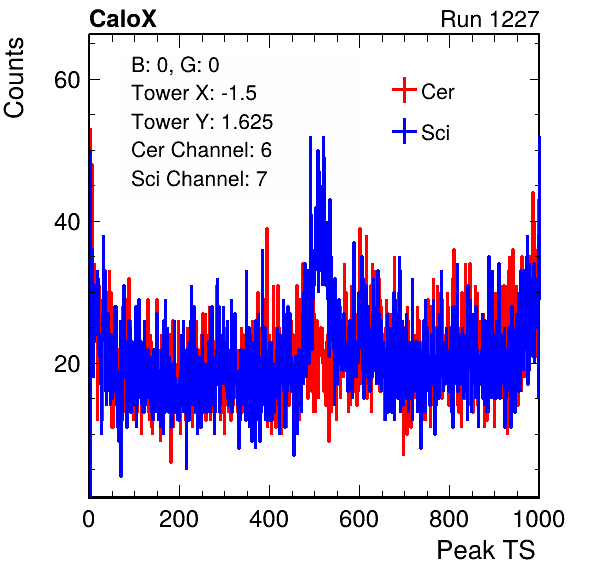 CaloX
Run 1227
Counts
B: 0, G: 0
Tower X: -1.5
Tower Y: 1.625
Cer Channel: 6
Sci Channel: 7
Cer
Sci
60
40
20
0 200 400 600 800 1000
Peak TS